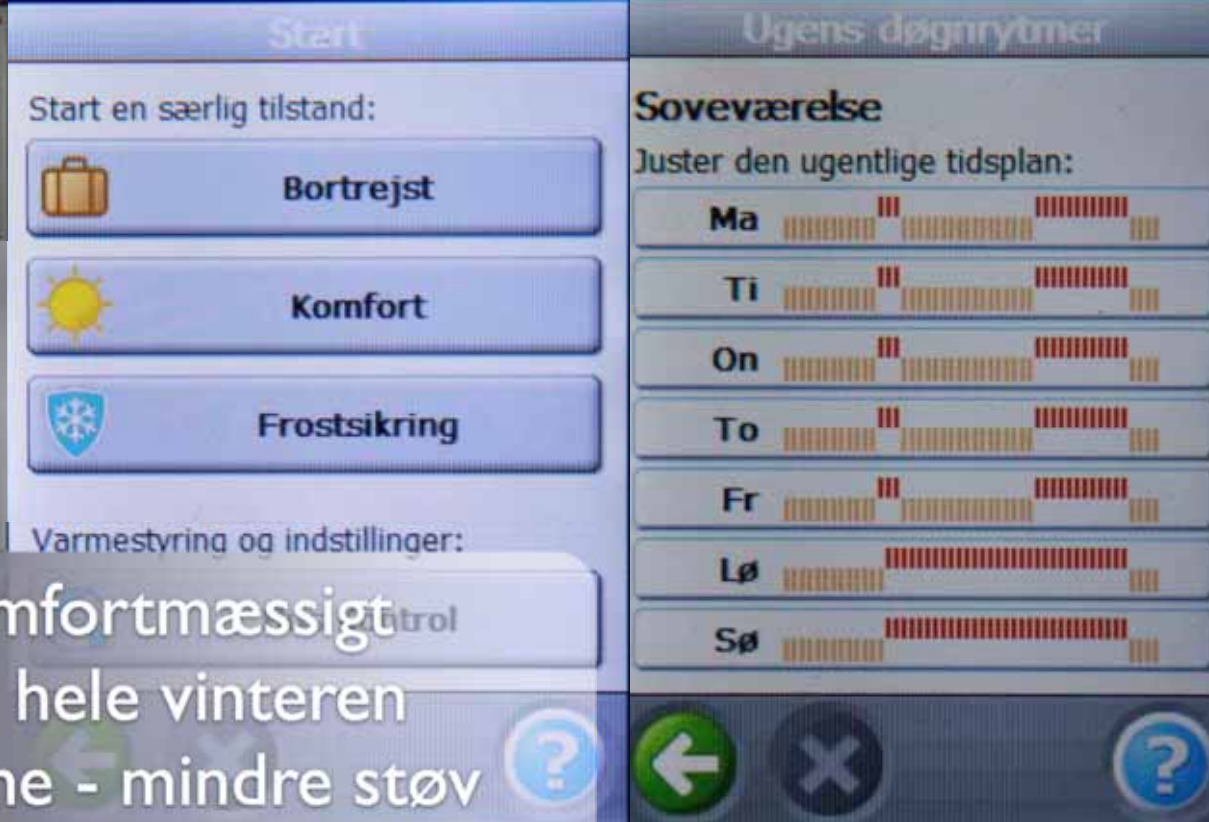 Start
Start en særlig tilstand:
Bortrejst
Komfort
Frostsikring
Varmestyring og indstillinger:
mfortmæssigt
hele vinteren
ne - mindre støv
Ugens døgnrytmer
Soveværelse
Juster den ugentlige tidsplan:
Ma
Ti
On
To
Fr
Lø
Sø